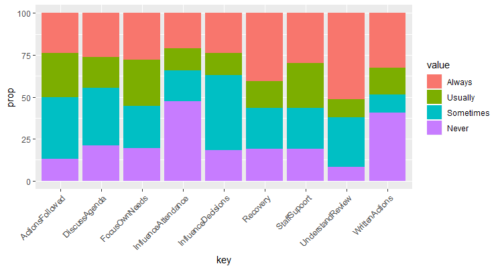 100
75
50
25
0
prop
ActionsFollowed
DiscussAgenda
FocusOwnNeeds
InfluenceAttendance
InfluenceDecisions
Recovery
StaffSupport
UnderstandReview
WrittenActions
key
value
Always
Usually
Sometimes
Never